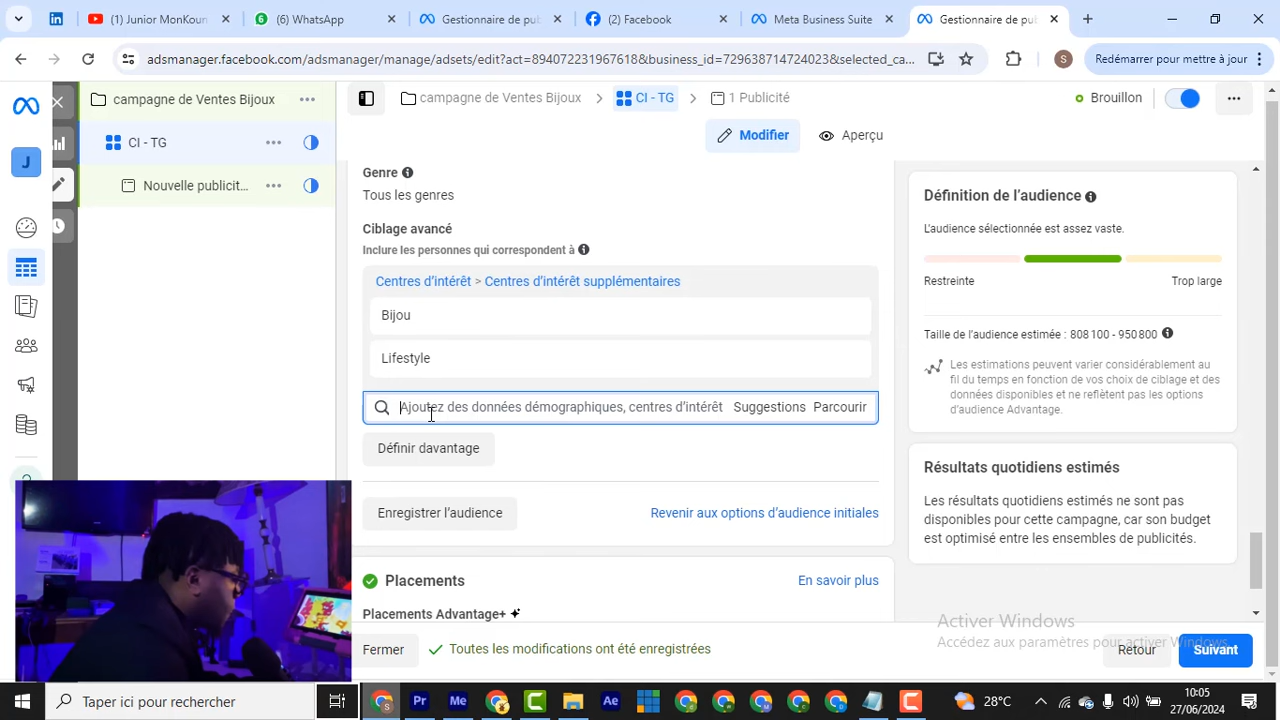 (1) Junior MonKoun
(6) WhatsApp
Gestionnaire de pu
(2) Facebook
Meta Business Suite
Gestionnaire de pu
adsmanager.facebook.com/adsmanager/manage/adsets/edit?act=894072231967618&business_id=729638714724023&selected_ca...
S
Redémarrer pour mettre à jour
campagne de Ventes Bijoux
campagne de Ventes Bijoux > CI - TG > 1 Publicité
Brouillon
CI - TG
Modifier
Aperçu
J
Nouvelle publicit...
Genre
Tous les genres
Ciblage avancé
Inclure les personnes qui correspondent à
Centres d'intérêt > Centres d'intérêt supplémentaires
Bijou
Lifestyle
Ajoutez des données démographiques, centres d'intérêt
Suggestions
Parcourir
Définir davantage
Enregistrer l'audience
Revenir aux options d'audience initiales
Placements
En savoir plus
Placements Advantage+
Définition de l'audience
L'audience sélectionnée est assez vaste.
Restreinte
Trop large
Taille de l'audience estimée : 808 100 - 950 800
Les estimations peuvent varier considérablement au
fil du temps en fonction de vos choix de ciblage et des
données disponibles, et ne reflètent pas les options
d'audience Advantage.
Résultats quotidiens estimés
Les résultats quotidiens estimés ne sont pas
disponibles pour cette campagne, car son budget
est optimisé entre les ensembles de publicités.
Activer Windows
Accédez aux paramètres pour activer Windows.
Fermer
Toutes les modifications ont été enregistrées
Retour
Suivant
Taper ici pour rechercher
Pr
Me
Ae
28°C
10:05
27/06/2024